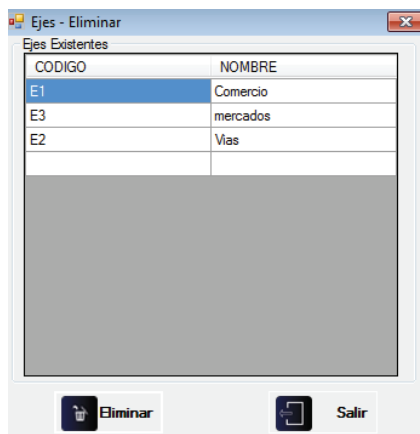 Ejes - Eliminar
Ejes Existentes
CODIGO NOMBRE
E1 Comercio
E3 mercados
E2 Vias
Eliminar Salir